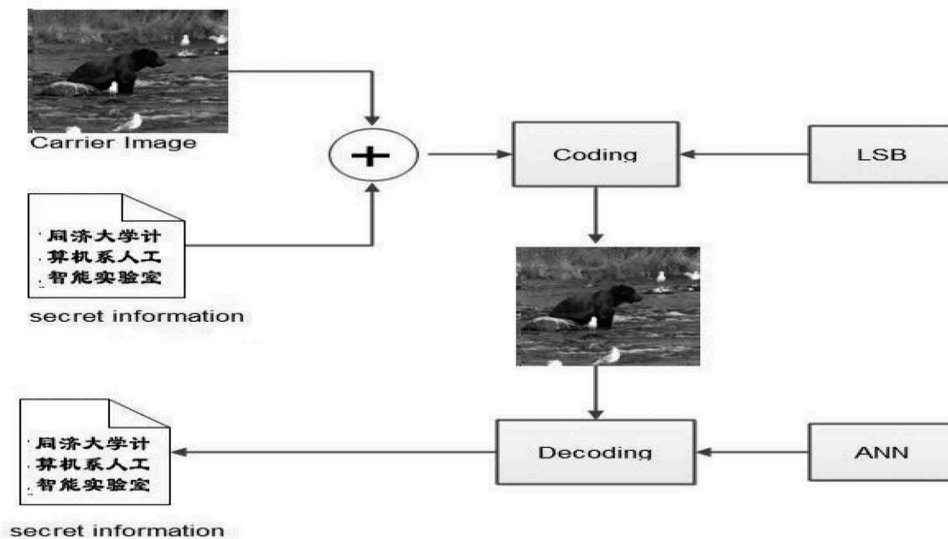 Carrier Image
+
Coding
LSB
同济大学计
算机系人工
智能实验室
secret information
Decoding
ANN
同济大学计
算机系人工
智能实验室
secret information